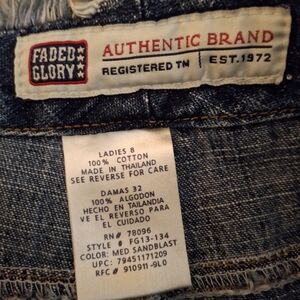 FADED
GLORY
AUTHENTIC BRAND
REGISTERED TM | EST.1972
LADIES 8
100% COTTON
MADE IN THAILAND
SEE REVERSE FOR CARE
DAMAS 32
100% ALGODON
HECHO EN TAILANDIA
VE EL REVERSO PARA
EL CUIDADO
RN# 78096
STYLE # FG13-134
COLOR: MED SANDBLAST
UPC: 79451171209
RFC # 910911-9L0